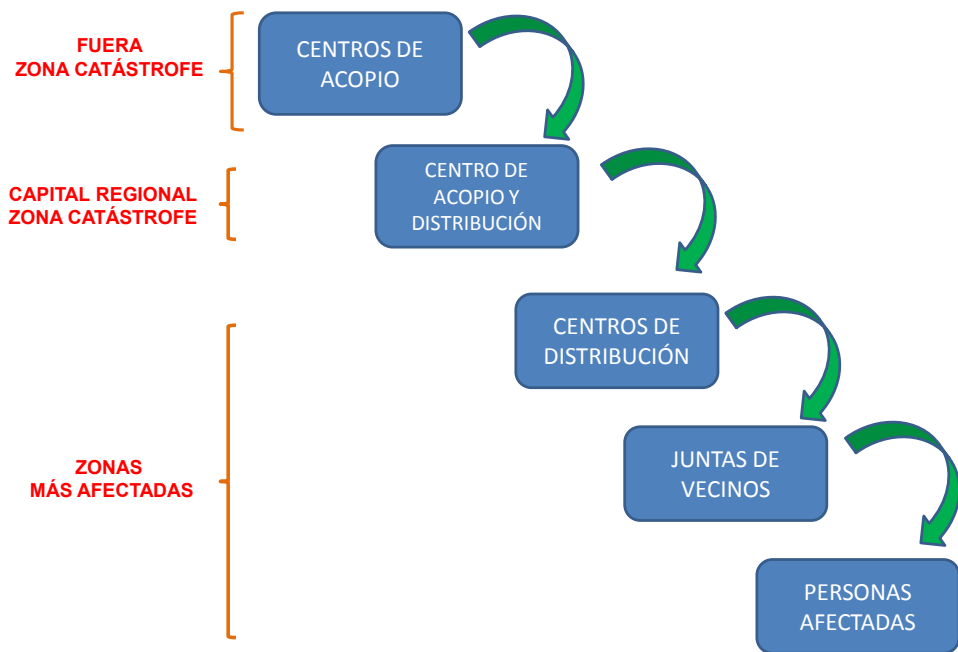 FUERA
ZONA CATÁSTROFE
CENTROS DE
ACOPIO
CAPITAL REGIONAL
ZONA CATÁSTROFE
CENTRO DE
ACOPIO Y
DISTRIBUCIÓN
CENTROS DE
DISTRIBUCIÓN
ZONAS
MÁS AFECTADAS
JUNTAS DE
VECINOS
PERSONAS
AFECTADAS